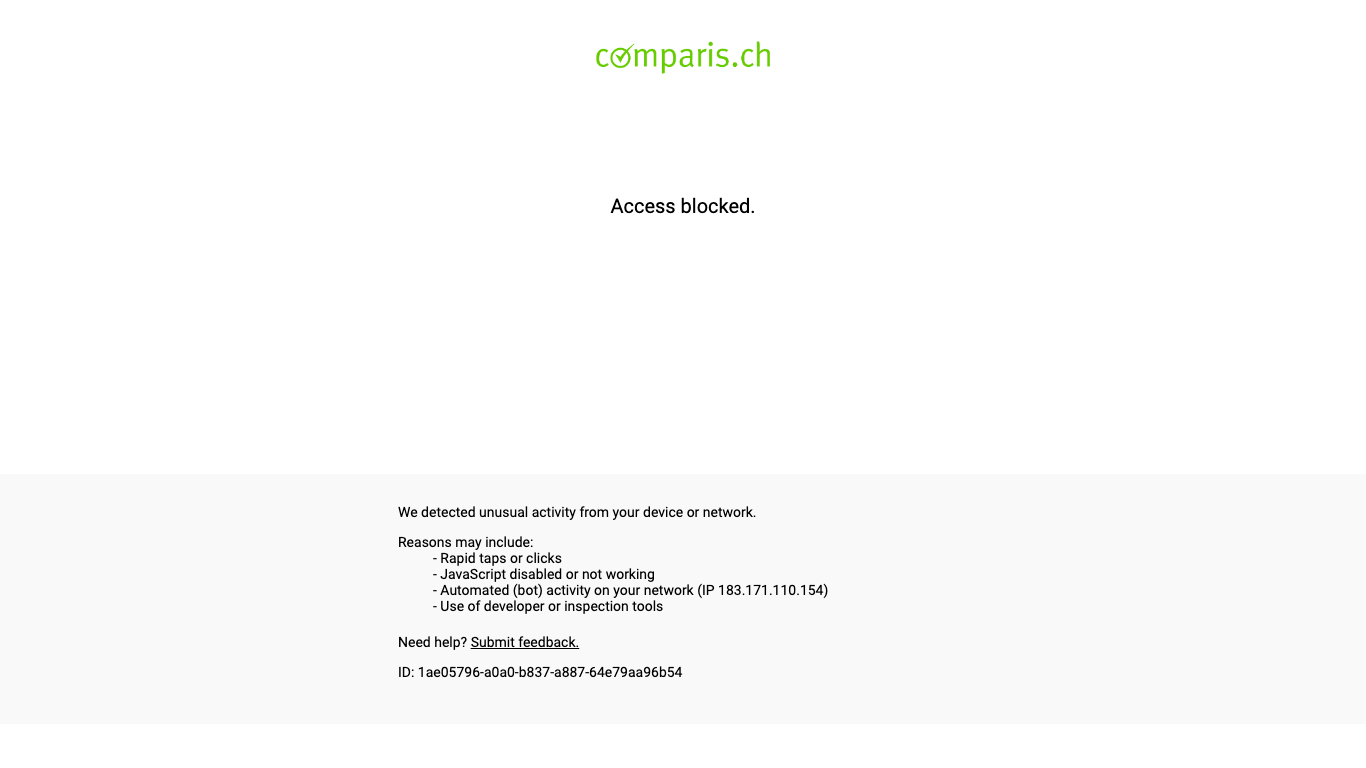 comparis.ch
Access blocked.
We detected unusual activity from your device or network.
Reasons may include:
- Rapid taps or clicks
- JavaScript disabled or not working
- Automated (bot) activity on your network (IP 183.171.110.154)
- Use of developer or inspection tools
Need help? Submit feedback.
ID: 1ae05796-a0a0-b837-a887-64e79aa96b54